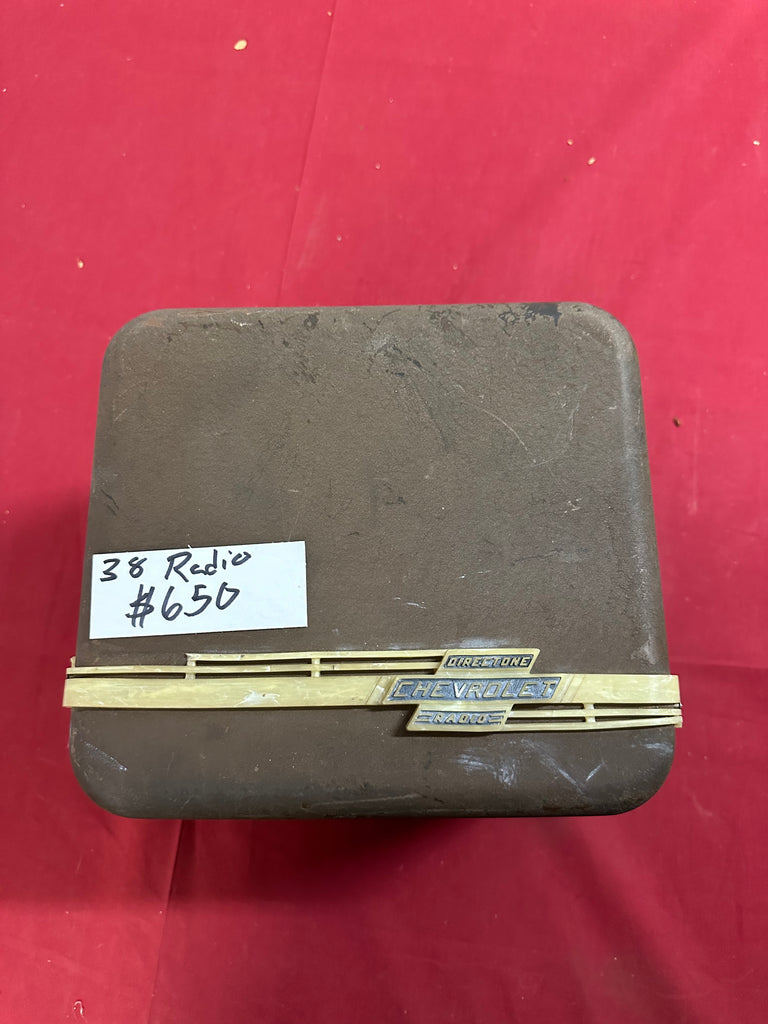 38 Radio
$650
DIRECTONE
CHEVROLET
RADIO